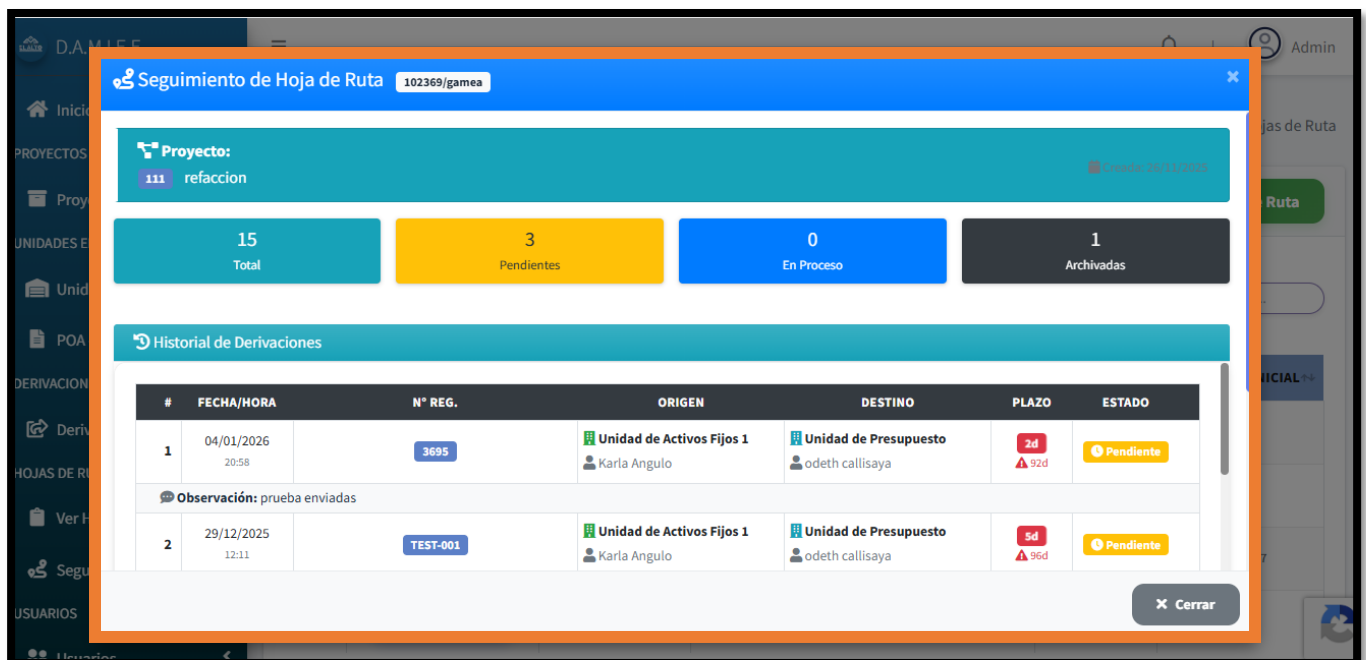 D.A.M.I.E.E.
Admin
Inicio
PROYECTOS
Proy
UNIDADES E
Unid
POA
DERIVACION
Deriv
HOJAS DE RU
Ver H
Segu
USUARIOS
Usuarios
jas de Ruta
Ruta
NICIAL
7
Seguimiento de Hoja de Ruta 102369/gamea
×
Proyecto:
111 refaccion
15
Total
3
Pendientes
0
En Proceso
1
Archivadas
Historial de Derivaciones
# FECHA/HORA N° REG. ORIGEN DESTINO PLAZO ESTADO
1 04/01/2026 20:58 3695 Unidad de Activos Fijos 1 Karla Angulo Unidad de Presupuesto odeth callisaya 2d 92d Pendiente
Observación: prueba enviadas
2 29/12/2025 12:11 TEST-001 Unidad de Activos Fijos 1 Karla Angulo Unidad de Presupuesto odeth callisaya 5d 96d Pendiente
× Cerrar